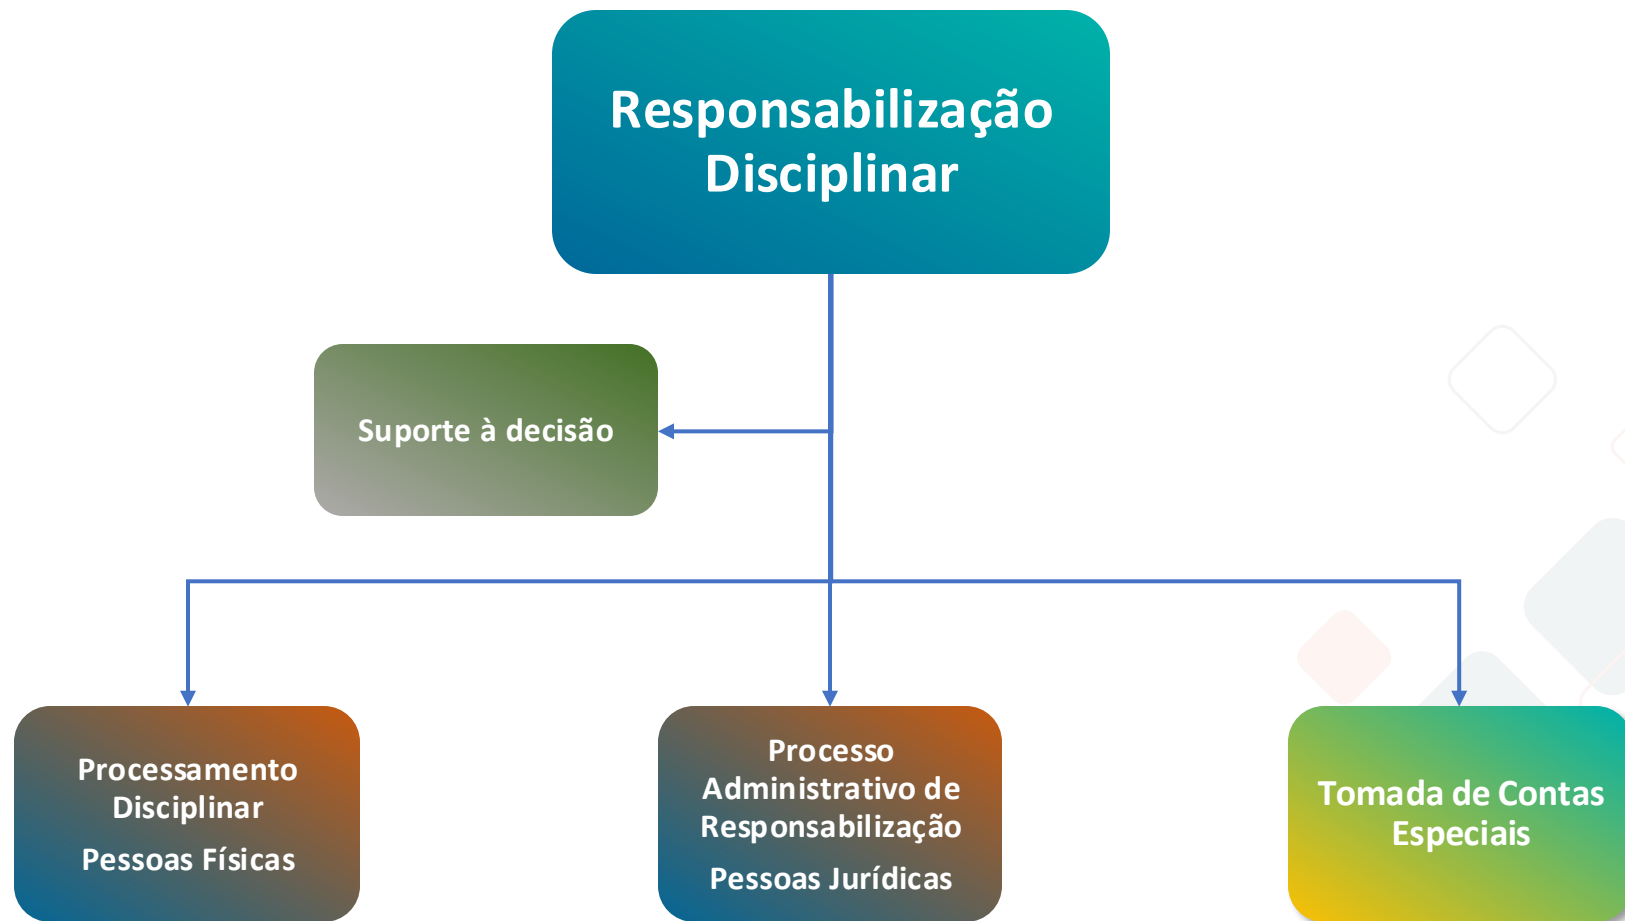 Responsabilização
Disciplinar
Suporte à decisão
Processamento
Disciplinar
Pessoas Físicas
Processo
Administrativo de
Responsabilização
Pessoas Jurídicas
Tomada de Contas
Especiais